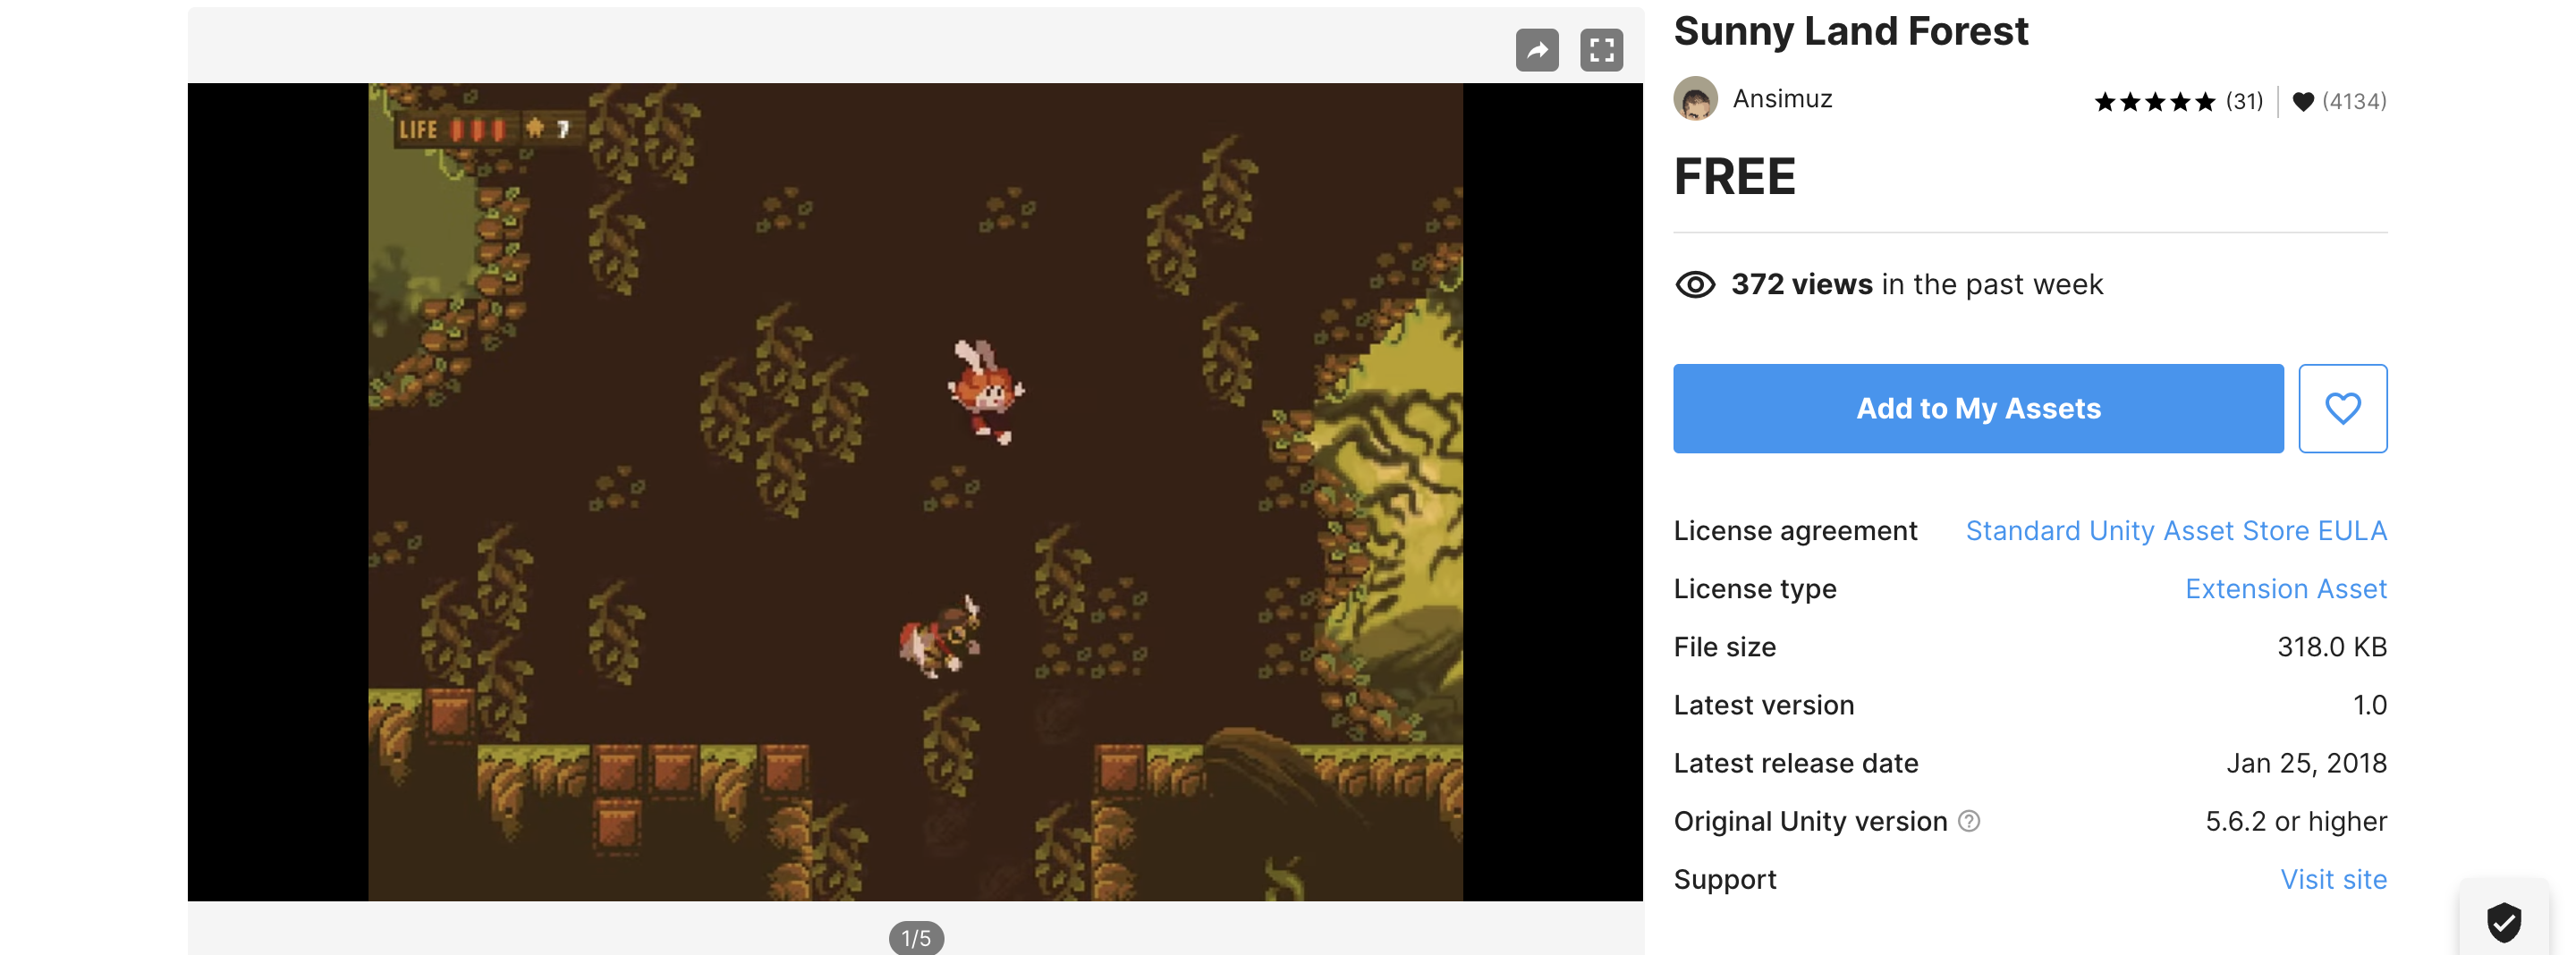 LIFE 7
1/5
Sunny Land Forest
Ansimuz
(31) (4134)
FREE
372 views in the past week
Add to My Assets
License agreement Standard Unity Asset Store EULA
License type Extension Asset
File size 318.0 KB
Latest version 1.0
Latest release date Jan 25, 2018
Original Unity version 5.6.2 or higher
Support Visit site